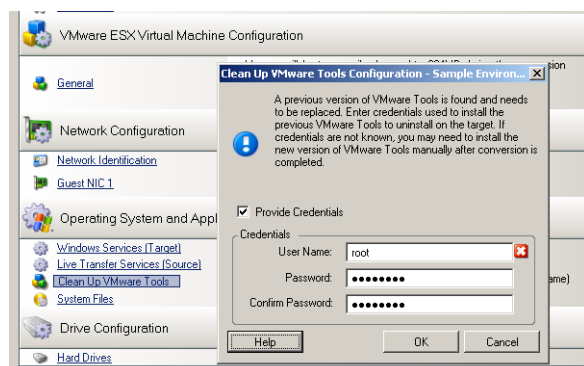 VMware ESX Virtual Machine Configuration
General
Network Configuration
Network Identification
Guest NIC 1
Operating System and Appl
Windows Services (Target)
Live Transfer Services (Source)
Clean Up VMware Tools
ame)
System Files
Drive Configuration
Hard Drives
Clean Up VMware Tools Configuration - Sample Environ...
A previous version of VMware Tools is found and needs
to be replaced. Enter credentials used to install the
previous VMware Tools to uninstall on the target. If
credentials are not known, you may need to install the
new version of VMware Tools manually after conversion is
completed.
Provide Credentials
Credentials
User Name: root
Password: ●●●●●●●●
Confirm Password: ●●●●●●●●
Help OK Cancel